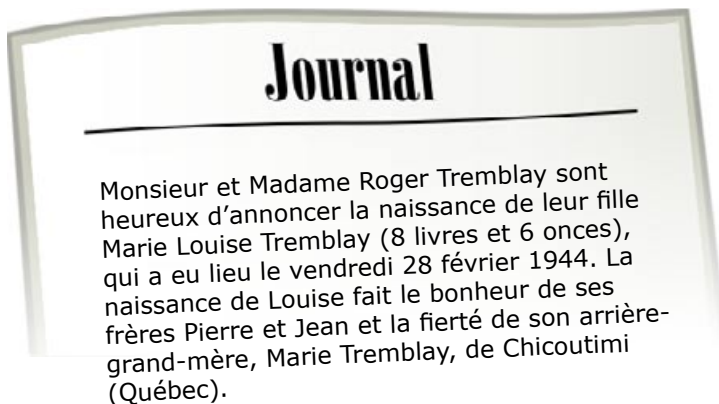 Journal
Monsieur et Madame Roger Tremblay sont
heureux d’annoncer la naissance de leur fille
Marie Louise Tremblay (8 livres et 6 onces),
qui a eu lieu le vendredi 28 février 1944. La
naissance de Louise fait le bonheur de ses
frères Pierre et Jean et la fierté de son arrière-
grand-mère, Marie Tremblay, de Chicoutimi
(Québec).